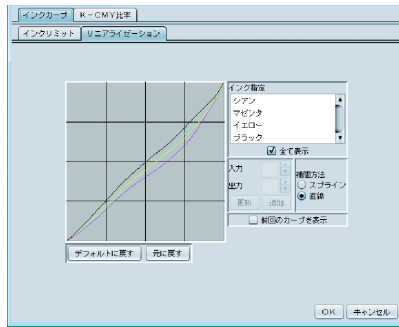 インクカーブ K-CMY比率
インクリミット リニアライゼーション
インク指定
シアン
マゼンタ
イエロー
ブラック
全て表示
入力
出力
更新 追加
補間方法
スプライン
直線
前回のカーブを表示
デフォルトに戻す 元に戻す
OK キャンセル